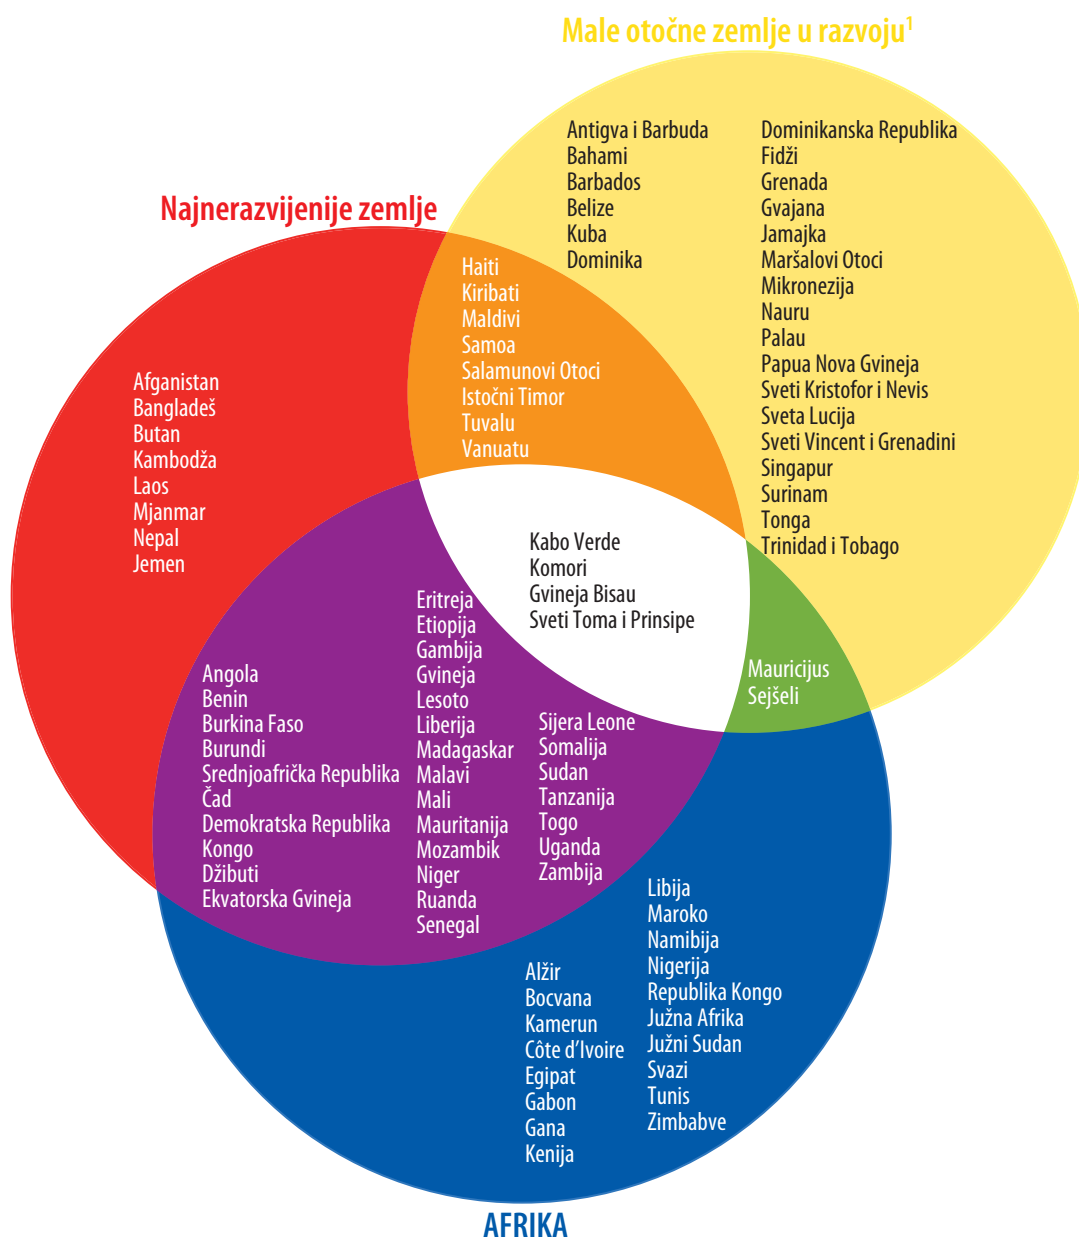 Male otočne zemlje u razvoju¹
Antigva i Barbuda
Bahami
Barbados
Belize
Kuba
Dominika
Dominikanska Republika
Fidži
Grenada
Gvajana
Jamajka
Maršalovi Otoci
Mikronezija
Nauru
Palau
Papua Nova Gvineja
Sveti Kristofor i Nevis
Sveta Lucija
Sveti Vincent i Grenadini
Singapur
Surinam
Tonga
Trinidad i Tobago
Najnerazvijenije zemlje
Haiti
Kiribati
Maldivi
Samoa
Salamunovi Otoci
Istočni Timor
Tuvalu
Vanuatu
Afganistan
Bangladeš
Butan
Kambodža
Laos
Mjanmar
Nepal
Jemen
Kabo Verde
Komori
Gvineja Bisau
Sveti Toma i Prinsipe
Mauricijus
Sejšeli
Angola
Benin
Burkina Faso
Burundi
Srednjoafrička Republika
Čad
Demokratska Republika
Kongo
Džibuti
Ekvatorska Gvineja
Eritreja
Etiopija
Gambija
Gvineja
Lesoto
Liberija
Madagaskar
Malavi
Mali
Mauritanija
Mozambik
Niger
Ruanda
Senegal
Sijera Leone
Somalija
Sudan
Tanzanija
Togo
Uganda
Zambija
Alžir
Bocvana
Kamerun
Côte d’Ivoire
Egipat
Gabon
Gana
Kenija
Libija
Maroko
Namibija
Nigerija
Republika Kongo
Južna Afrika
Južni Sudan
Svazi
Tunis
Zimbabve
AFRIKA